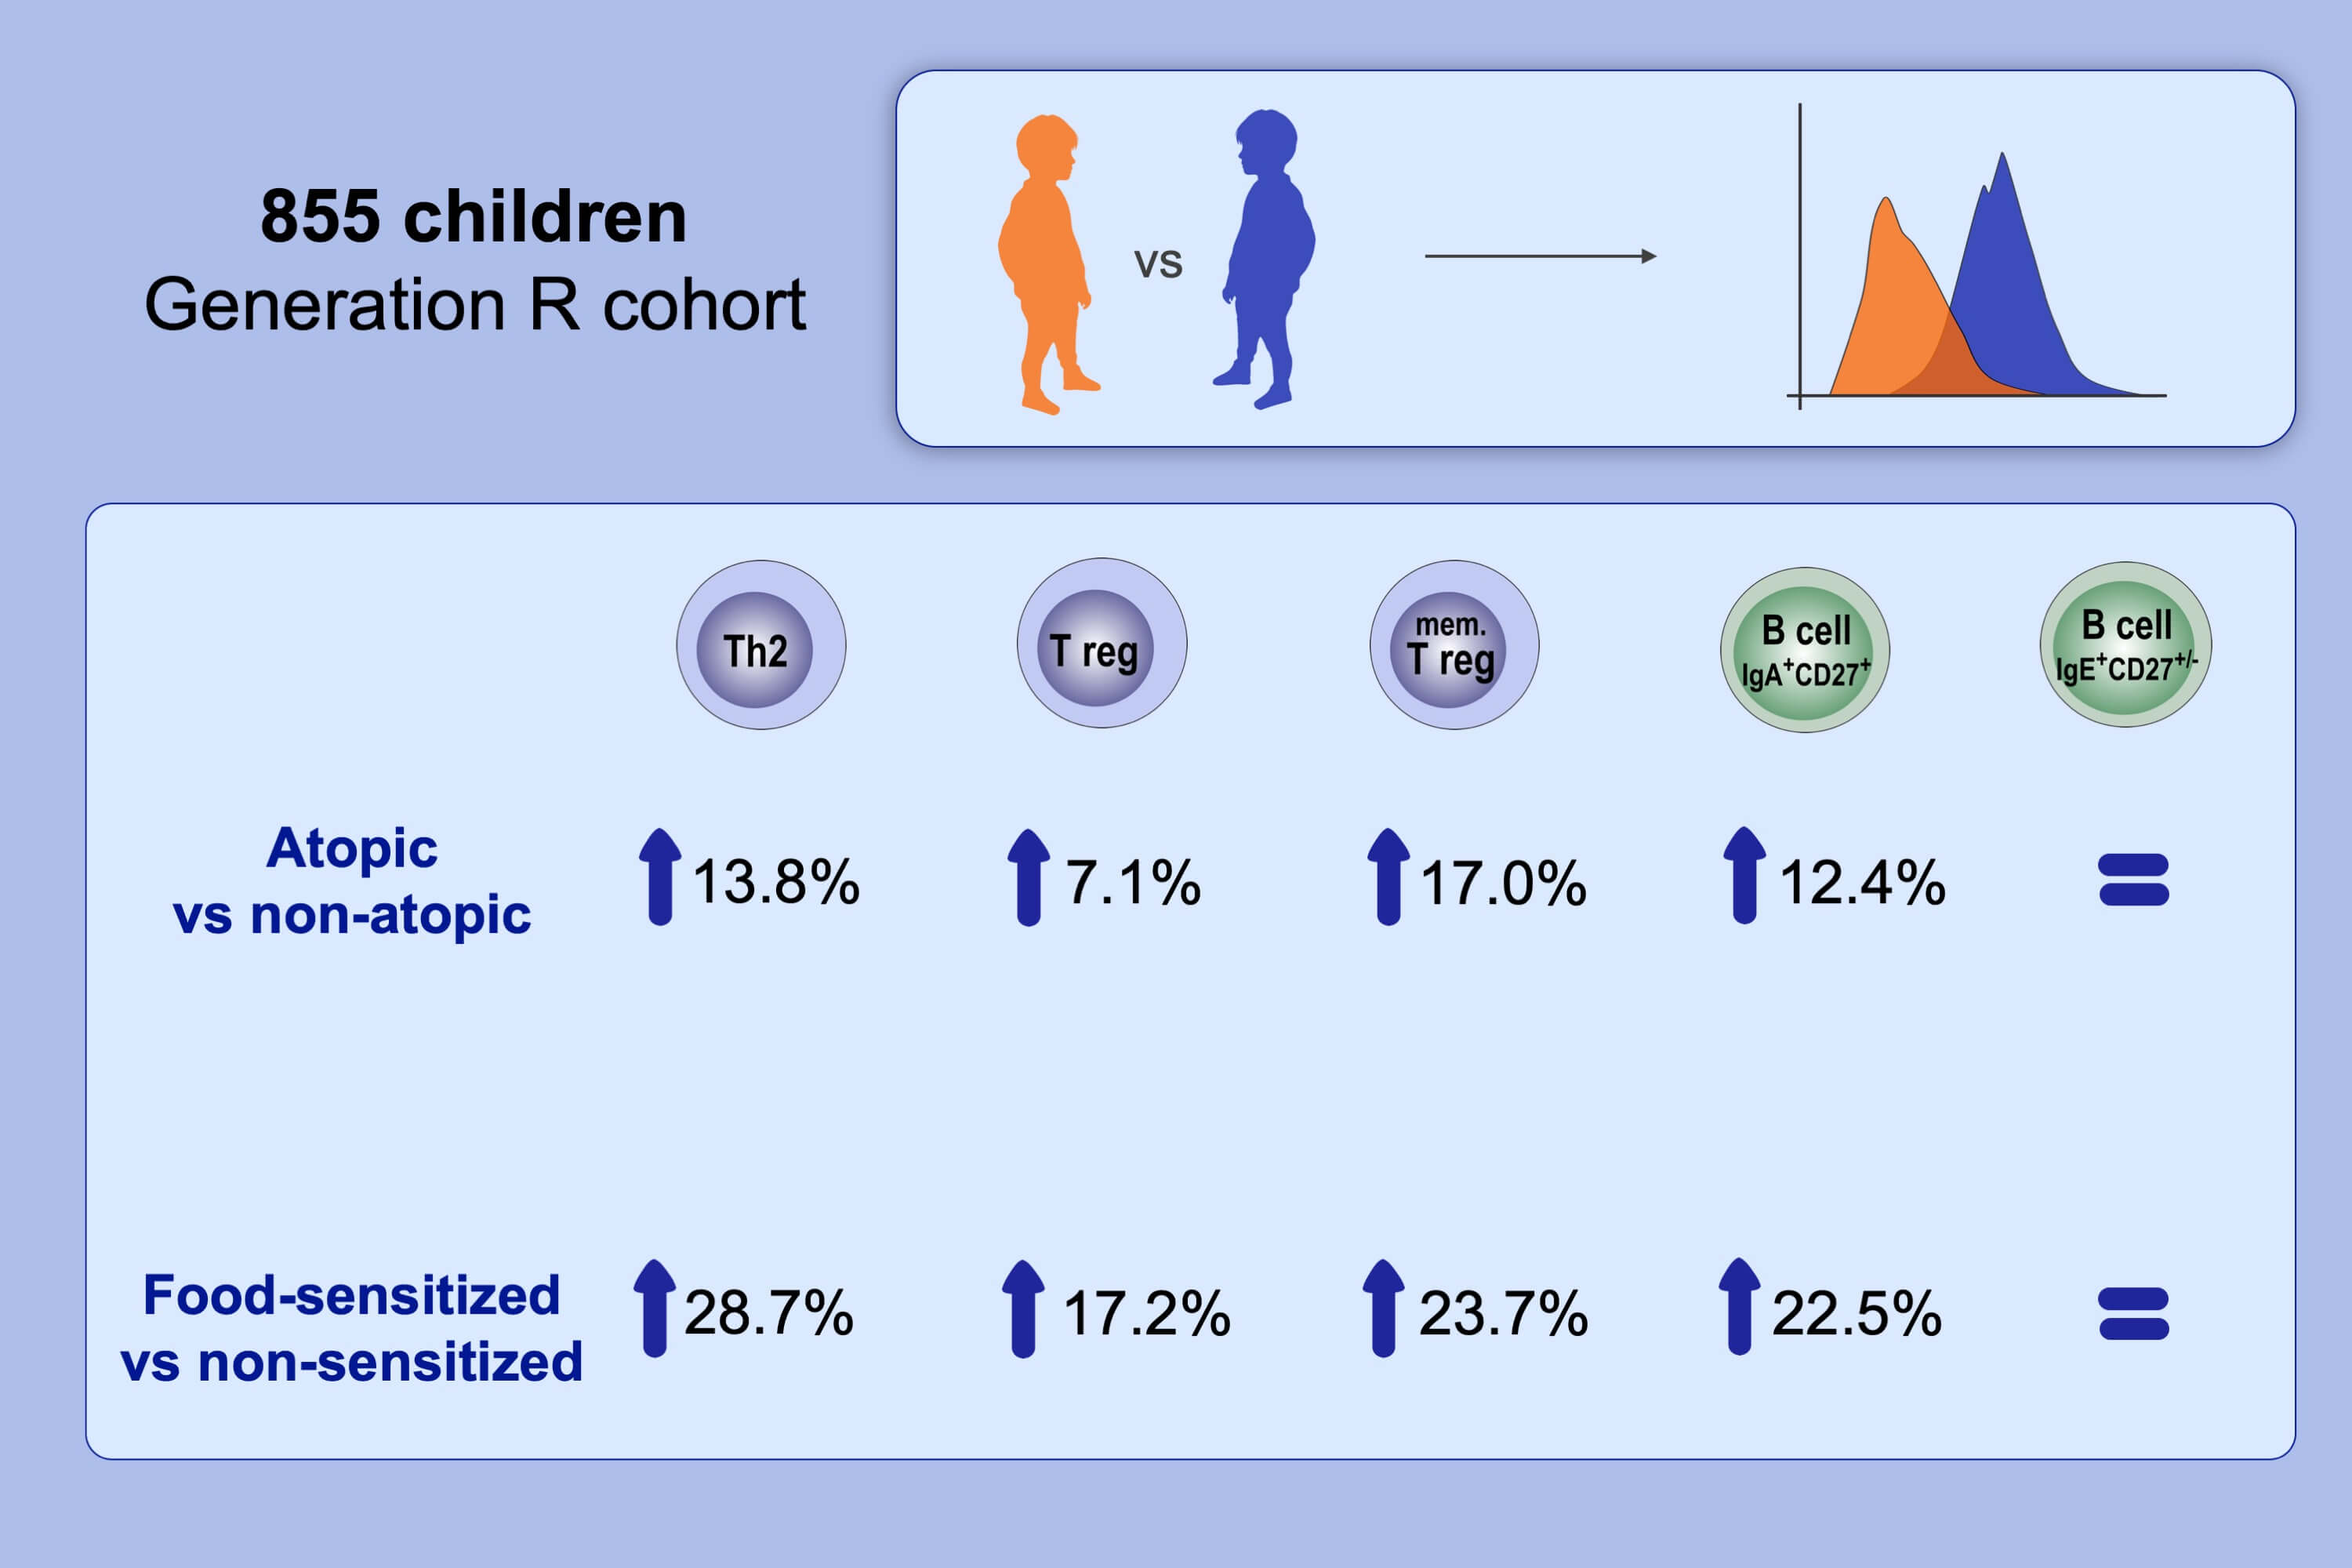 855 children
Generation R cohort
vs
Th2
T reg
mem.
T reg
B cell
IgA⁺CD27⁺
B cell
IgE⁺CD27⁺/⁻
Atopic
vs non-atopic
13.8%
7.1%
17.0%
12.4%
=
Food-sensitized
vs non-sensitized
28.7%
17.2%
23.7%
22.5%
=